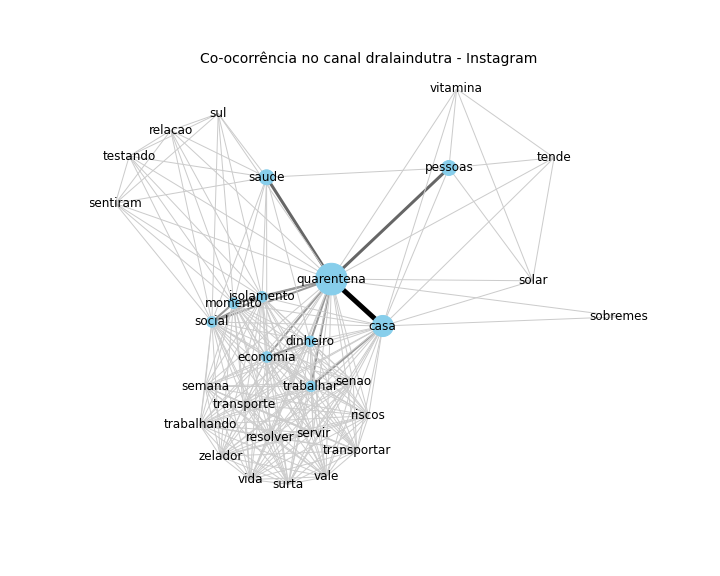 Co-ocorrência no canal dralaindutra - Instagram
vitamina
sul
relacao
testando
tende
pessoas
saude
sentiram
quarentena
solar
isolamento
momento
sobremes
social
casa
dinheiro
economia
senao
semana
trabalhar
transporte
riscos
trabalhando
servir
resolver
transportar
zelador
vale
vida
surta